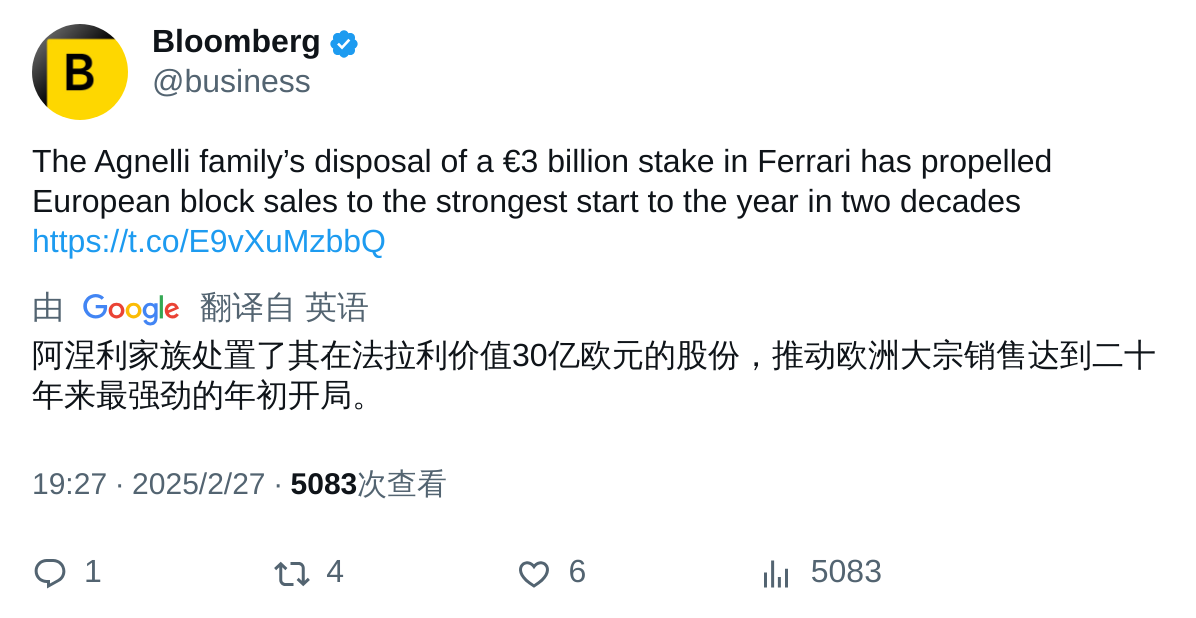 B
Bloomberg
@business
The Agnelli family’s disposal of a €3 billion stake in Ferrari has propelled
European block sales to the strongest start to the year in two decades
https://t.co/E9vXuMzbbQ
由 Google 翻译自 英语
阿涅利家族处置了其在法拉利价值30亿欧元的股份，推动欧洲大宗销售达到二十
年来最强劲的年初开局。
19:27 · 2025/2/27 · 5083次查看
1 4 6 5083